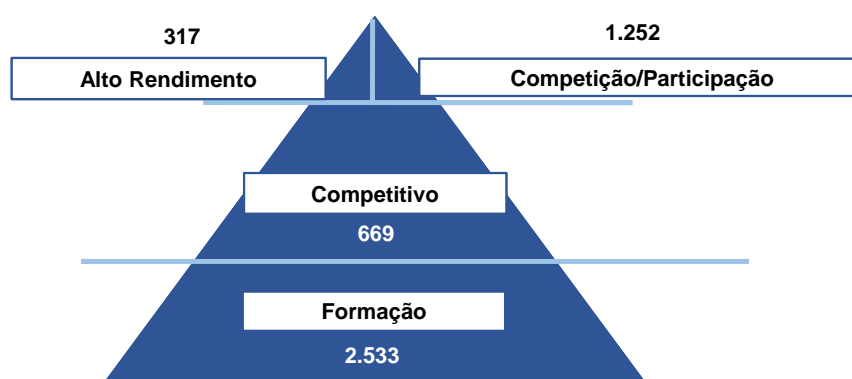 317
1.252
Alto Rendimento
Competição/Participação
Competitivo
669
Formação
2.533